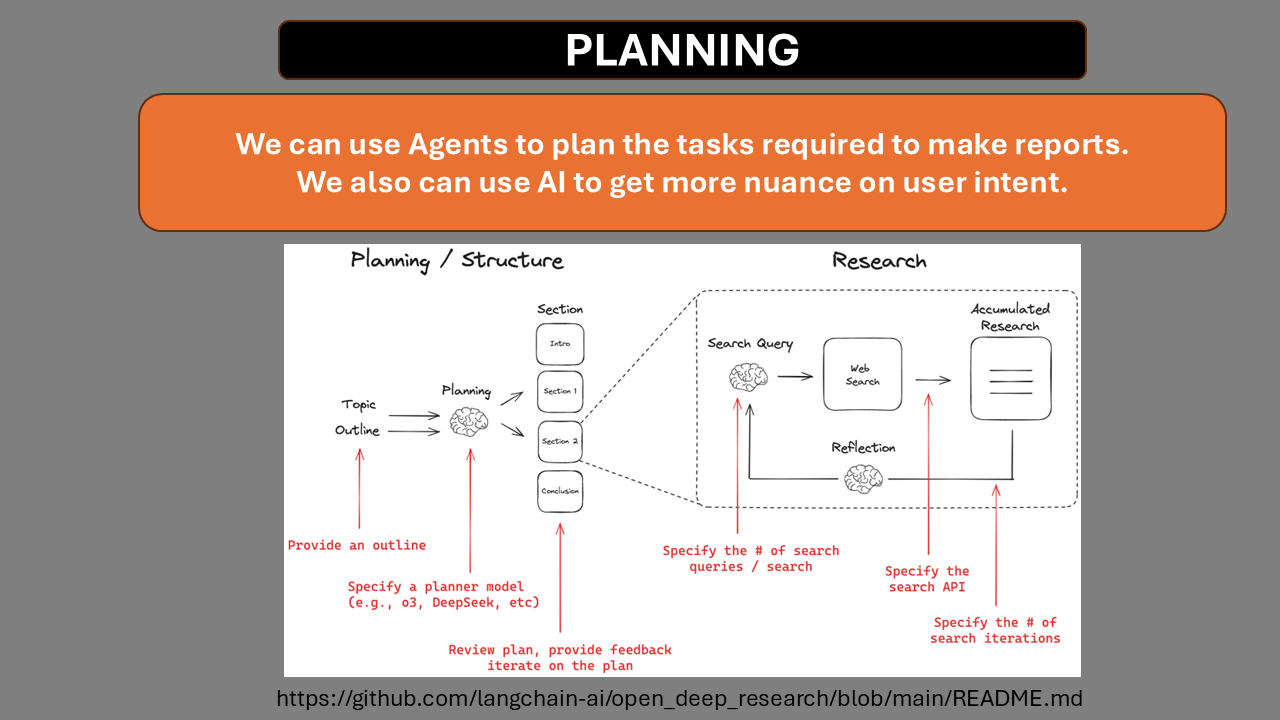 PLANNING
We can use Agents to plan the tasks required to make reports.
We also can use AI to get more nuance on user intent.
Planning / Structure
Section
Intro
Section 1
Section 2
Conclusion
Planning
Topic
Outline
Provide an outline
Specify a planner model
(e.g., o3, DeepSeek, etc)
Review plan, provide feedback
iterate on the plan
Research
Search Query
Web
Search
Accumulated
Research
Reflection
Specify the # of search
queries / search
Specify the
search API
Specify the # of
search iterations
https://github.com/langchain-ai/open_deep_research/blob/main/README.md